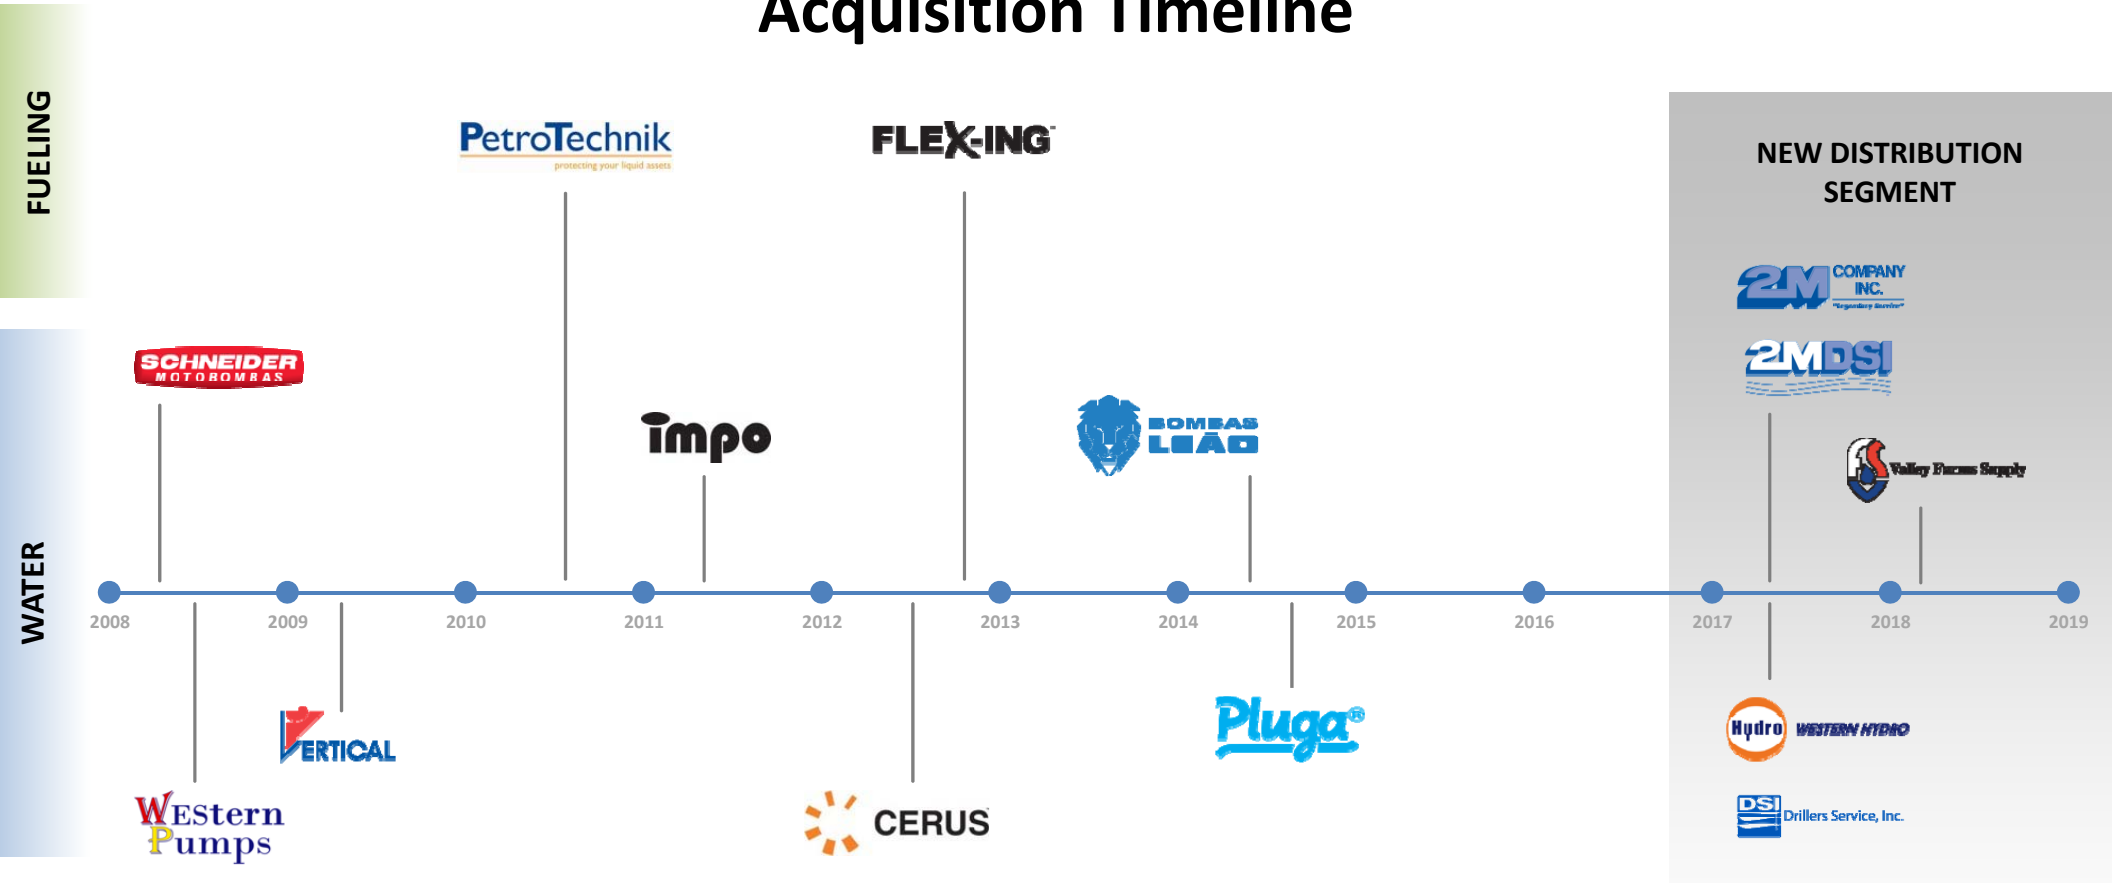 Acquisition Timeline
FUELING
PetroTechnik
protecting your liquid assets
FLEX-ING
NEW DISTRIBUTION
SEGMENT
2M COMPANY
INC.
"Legendary Service"
SCHNEIDER
MOTOBOMBAS
2MDSI
impo
BOMBAS
LEÃO
Valley Farms Supply
WATER
2008 2009 2010 2011 2012 2013 2014 2015 2016 2017 2018 2019
VERTICAL
Pluga®
Hydro WESTERN HYDRO
WEStern
Pumps
CERUS
DSI Drillers Service, Inc.